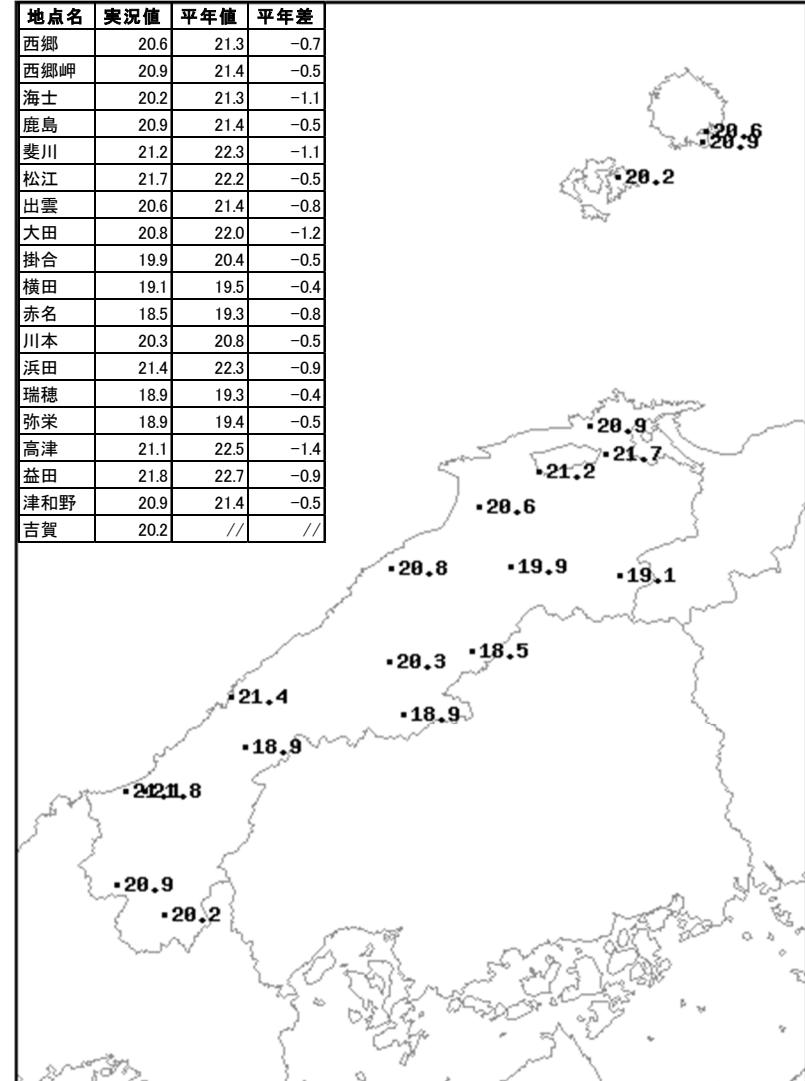 地点名 実況値 平年値 平年差
西郷 20.6 21.3 -0.7
西郷岬 20.9 21.4 -0.5
海士 20.2 21.3 -1.1
鹿島 20.9 21.4 -0.5
斐川 21.2 22.3 -1.1
松江 21.7 22.2 -0.5
出雲 20.6 21.4 -0.8
大田 20.8 22.0 -1.2
掛合 19.9 20.4 -0.5
横田 19.1 19.5 -0.4
赤名 18.5 19.3 -0.8
川本 20.3 20.8 -0.5
浜田 21.4 22.3 -0.9
瑞穂 18.9 19.3 -0.4
弥栄 18.9 19.4 -0.5
高津 21.1 22.5 -1.4
益田 21.8 22.7 -0.9
津和野 20.9 21.4 -0.5
吉賀 20.2 // //
20.6
20.9
20.2
20.9
21.7
21.2
20.6
20.8
19.9
19.1
18.5
20.3
21.4
18.9
18.9
21.1
21.8
20.9
20.2